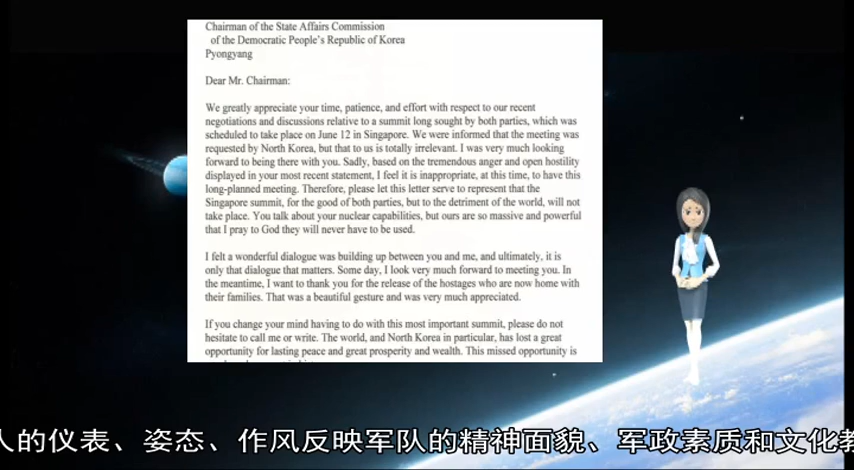 Chairman of the State Affairs Commission
of the Democratic People's Republic of Korea
Pyongyang
Dear Mr. Chairman:
We greatly appreciate your time, patience, and effort with respect to our recent
negotiations and discussions relative to a summit long sought by both parties, which was
scheduled to take place on June 12 in Singapore. We were informed that the meeting was
requested by North Korea, but that to us is totally irrelevant. I was very much looking
forward to being there with you. Sadly, based on the tremendous anger and open hostility
displayed in your most recent statement, I feel it is inappropriate, at this time, to have this
long-planned meeting. Therefore, please let this letter serve to represent that the
Singapore summit, for the good of both parties, but to the detriment of the world, will not
take place. You talk about your nuclear capabilities, but ours are so massive and powerful
that I pray to God they will never have to be used.
I felt a wonderful dialogue was building up between you and me, and ultimately, it is
only that dialogue that matters. Some day, I look very much forward to meeting you. In
the meantime, I want to thank you for the release of the hostages who are now home with
their families. That was a beautiful gesture and was very much appreciated.
If you change your mind having to do with this most important summit, please do not
hesitate to call me or write. The world, and North Korea in particular, has lost a great
opportunity for lasting peace and great prosperity and wealth. This missed opportunity is
人的仪表、姿态、作风反映军队的精神面貌、军政素质和文化教